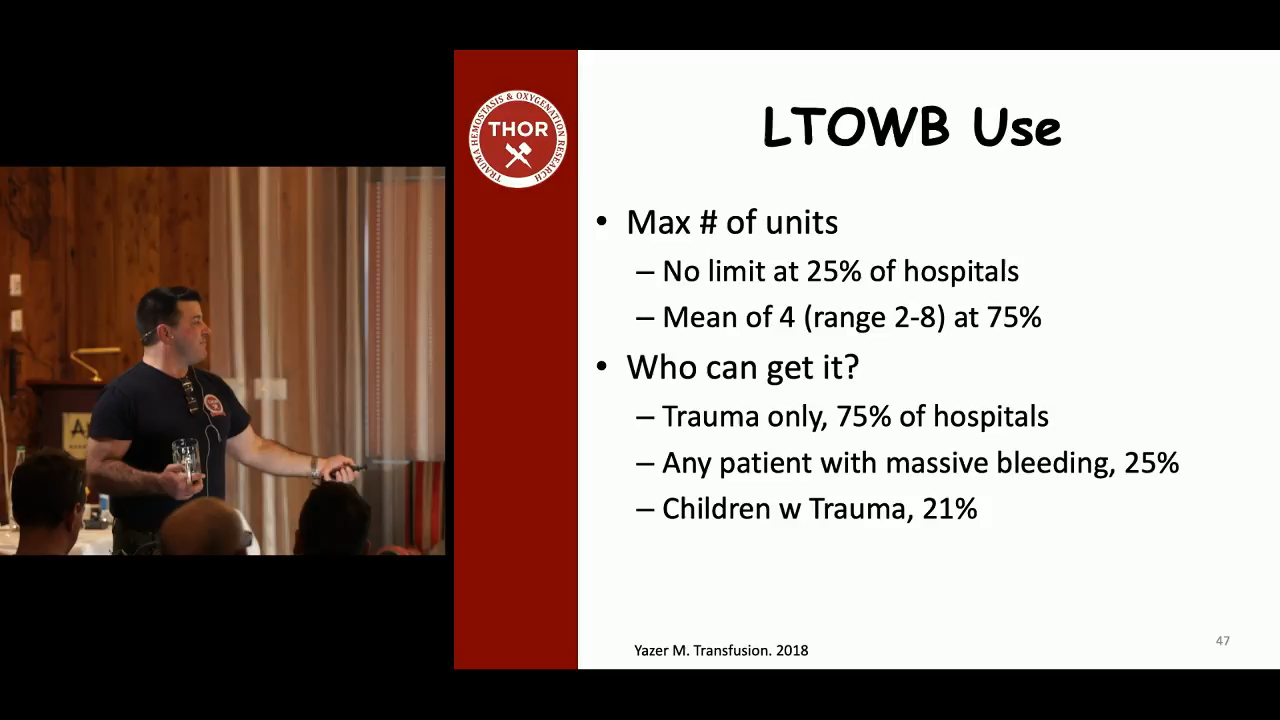 TRAUMA HEMOSTASIS & OXYGENATION RESEARCH
THOR
LTOWB Use
• Max # of units
– No limit at 25% of hospitals
– Mean of 4 (range 2-8) at 75%
• Who can get it?
– Trauma only, 75% of hospitals
– Any patient with massive bleeding, 25%
– Children w Trauma, 21%
Yazer M. Transfusion. 2018
47